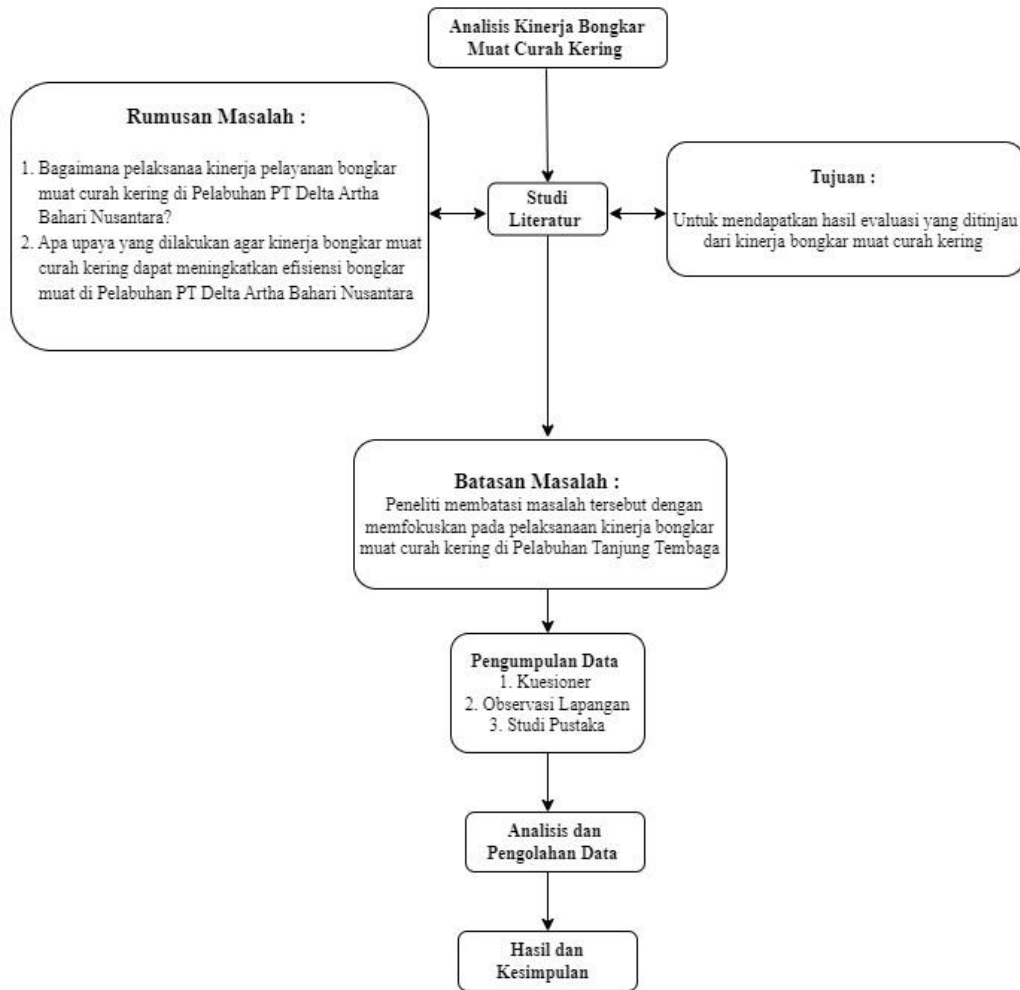 Analisis Kinerja Bongkar
Muat Curah Kering
Rumusan Masalah :
1. Bagaimana pelaksanaa kinerja pelayanan bongkar
muat curah kering di Pelabuhan PT Delta Artha
Bahari Nusantara?
2. Apa upaya yang dilakukan agar kinerja bongkar muat
curah kering dapat meningkatkan efisiensi bongkar
muat di Pelabuhan PT Delta Artha Bahari Nusantara
Studi
Literatur
Tujuan :
Untuk mendapatkan hasil evaluasi yang ditinjau
dari kinerja bongkar muat curah kering
Batasan Masalah :
Peneliti membatasi masalah tersebut dengan
memfokuskan pada pelaksanaan kinerja bongkar
muat curah kering di Pelabuhan Tanjung Tembaga
Pengumpulan Data
1. Kuesioner
2. Observasi Lapangan
3. Studi Pustaka
Analisis dan
Pengolahan Data
Hasil dan
Kesimpulan